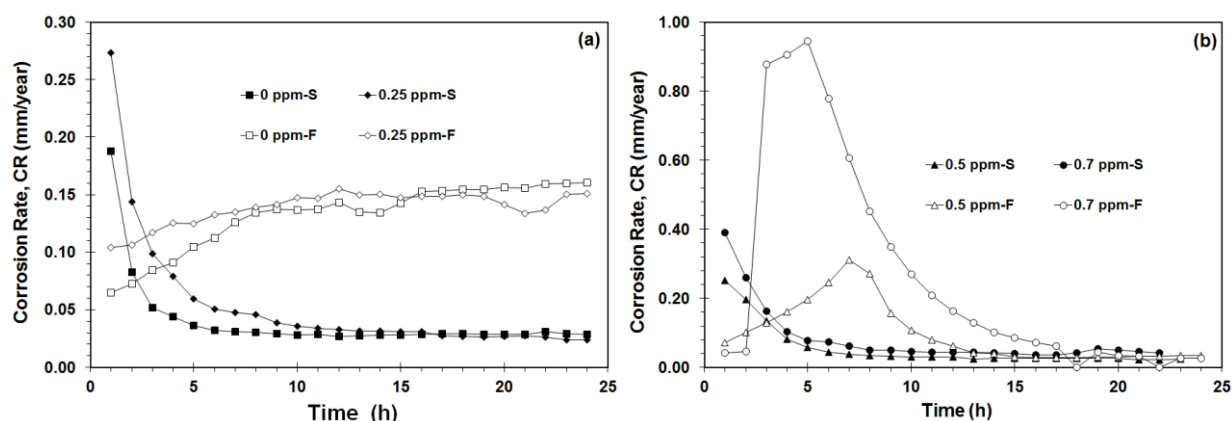 (a)
Corrosion Rate, CR (mm/year)
0.30
0.25
0.20
0.15
0.10
0.05
0.00
0 ppm-S
0.25 ppm-S
0 ppm-F
0.25 ppm-F
0 5 10 15 20 25
Time (h)
(b)
Corrosion Rate, CR (mm/year)
1.00
0.80
0.60
0.40
0.20
0.00
0.5 ppm-S
0.7 ppm-S
0.5 ppm-F
0.7 ppm-F
0 5 10 15 20 25
Time (h)